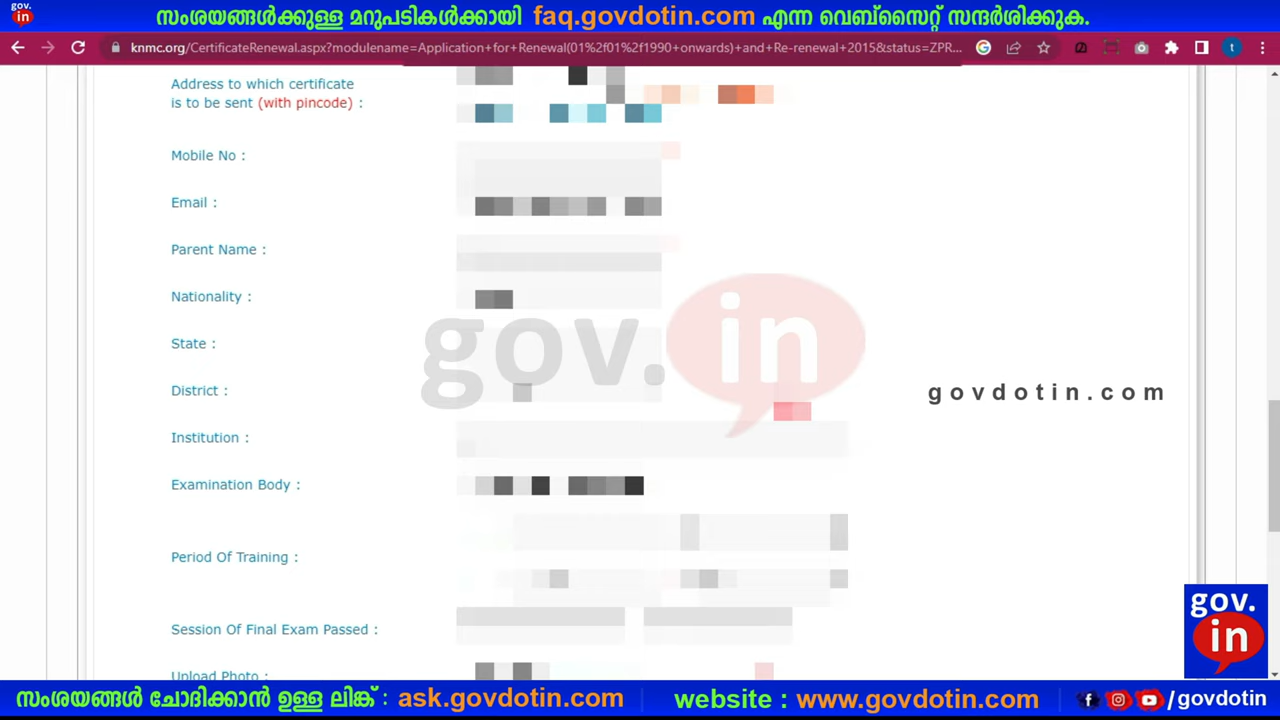 gov.
in
സംശയങ്ങൾക്കുള്ള മറുപടികൾക്കായി faq.govdotin.com എന്ന വെബ്സൈറ്റ് സന്ദർശിക്കുക.
knmc.org/CertificateRenewal.aspx?modulename=Application+for+Renewal(01%2f01%2f1990+onwards)+and+Re-renewal+2015&status=ZPR...
t
Address to which certificate
is to be sent (with pincode) :
Mobile No :
Email :
Parent Name :
Nationality :
gov.in
State :
District :
govdotin.com
Institution :
Examination Body :
Period Of Training :
gov.
in
Session Of Final Exam Passed :
Upload Photo :
സംശയങ്ങൾ ചോദിക്കാൻ ഉള്ള ലിങ്ക് : ask.govdotin.com website : www.govdotin.com /govdotin